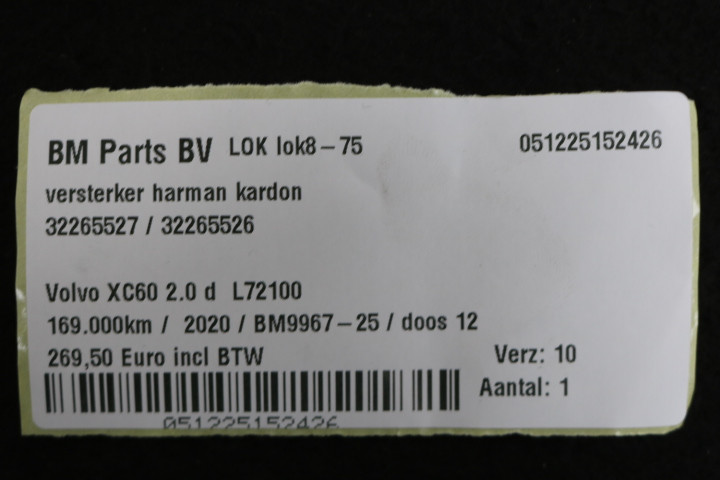 BM Parts BV LOK lok8-75 051225152426
versterker harman kardon
32265527 / 32265526
Volvo XC60 2.0 d L72100
169.000km / 2020 / BM9967-25 / doos 12
269,50 Euro incl BTW Verz: 10
Aantal: 1
051225152426